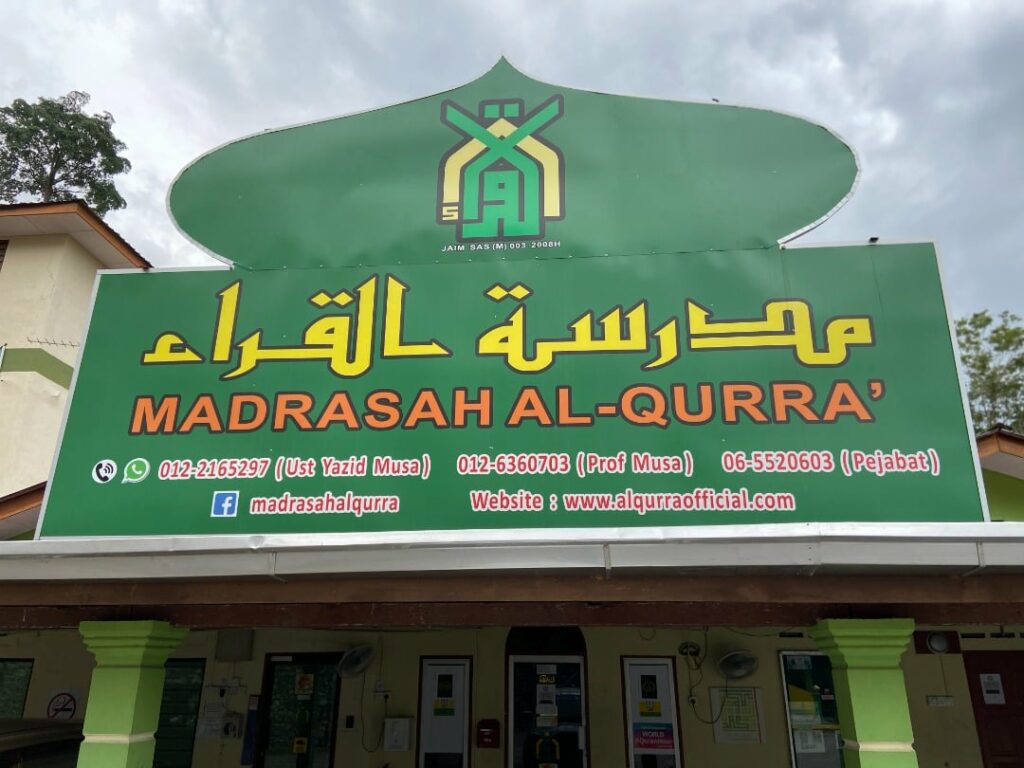 JAIM SAS (M) 003 2008H
مدرسة القراء
MADRASAH AL-QURRA'
012-2165297 (Ust Yazid Musa) 012-6360703 (Prof Musa) 06-5520603 (Pejabat)
madrasahalqurra Website : www.alqurraofficial.com
WORLD